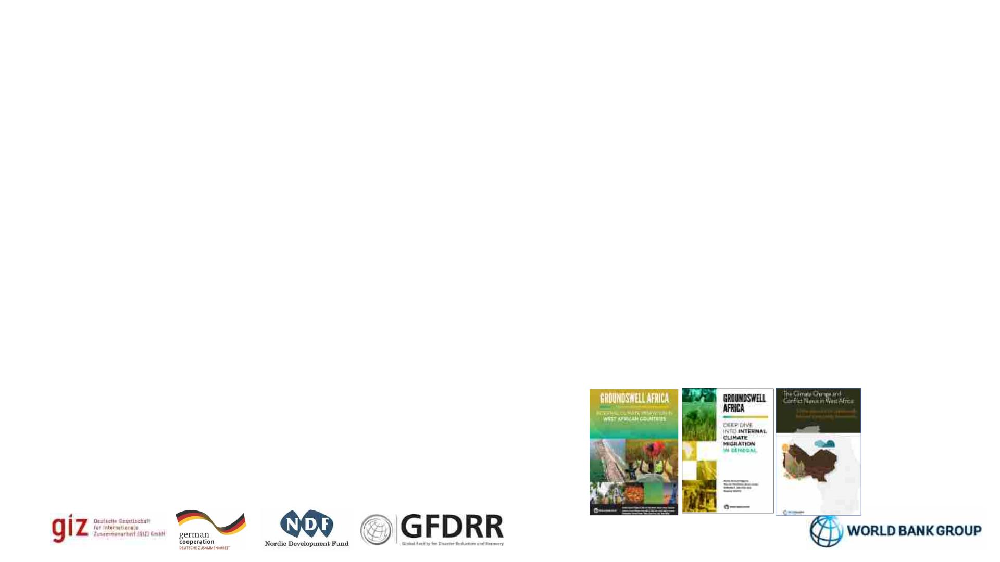 GROUNDSWELL AFRICA
INTERNAL CLIMATE MIGRATION IN
WEST AFRICAN COUNTRIES
GROUNDSWELL
AFRICA
DEEP DIVE
INTO INTERNAL
CLIMATE
MIGRATION
IN SENEGAL
The Climate Change and
Conflict Nexus in West Africa:
giz
Deutsche Gesellschaft
für Internationale
Zusammenarbeit (GIZ) GmbH
german
cooperation
DEUTSCHE ZUSAMMENARBEIT
NDF
Nordic Development Fund
GFDRR
Global Facility for Disaster Reduction and Recovery
WORLD BANK GROUP